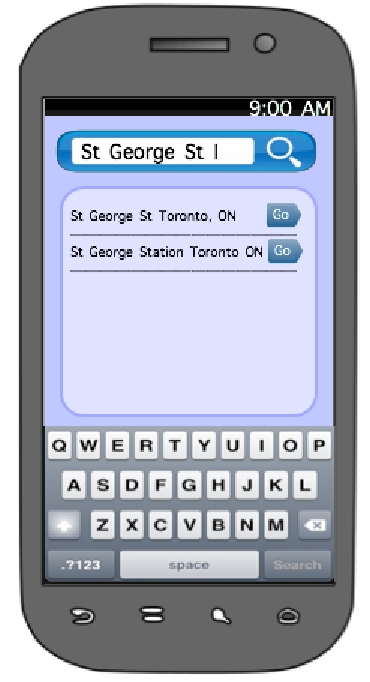 9:00 AM
St George St |
St George St Toronto, ON Go
St George Station Toronto ON Go
Q W E R T Y U I O P
A S D F G H J K L
Z X C V B N M
.?123 space Search